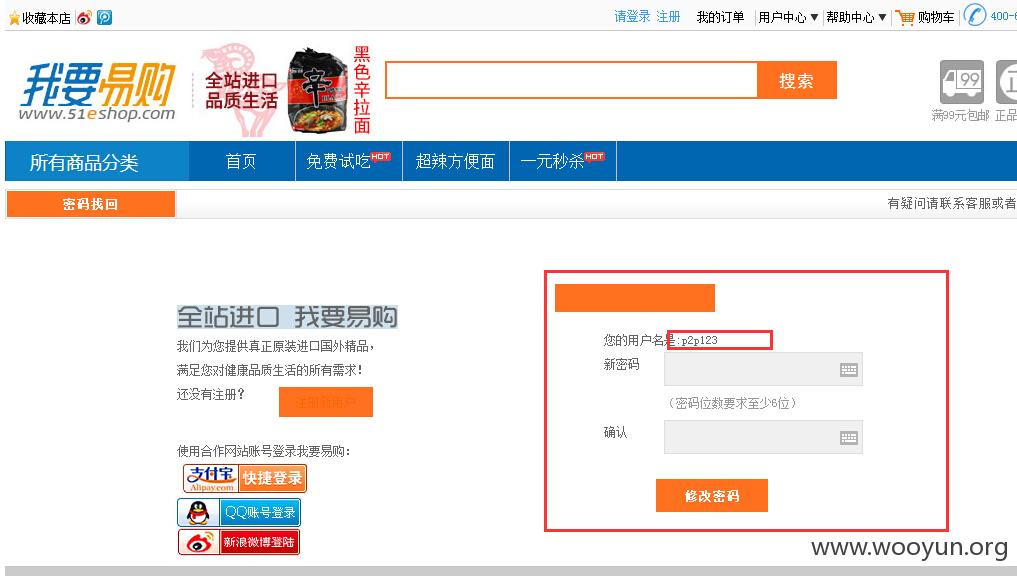 收藏本店
请登录 注册 我的订单 用户中心▼ 帮助中心▼ 购物车 400-6
我要易购
www.51eshop.com
全站进口
品质生活
黑色辛拉面
辛
搜索
99
正
满99元包邮 正品
所有商品分类 首页 免费试吃HOT 超辣方便面 一元秒杀HOT
密码找回
有疑问请联系客服或者
全站进口 我要易购
我们为您提供真正原装进口国外精品，
满足您对健康品质生活的所有需求！
还没有注册？ 注册新用户
使用合作网站账号登录我要易购：
支付宝 Alipay.com 快捷登录
QQ账号登录
新浪微博登陆
您的用户名是:p2p123
新密码
（密码位数要求至少6位）
确认
修改密码
www.wooyun.org